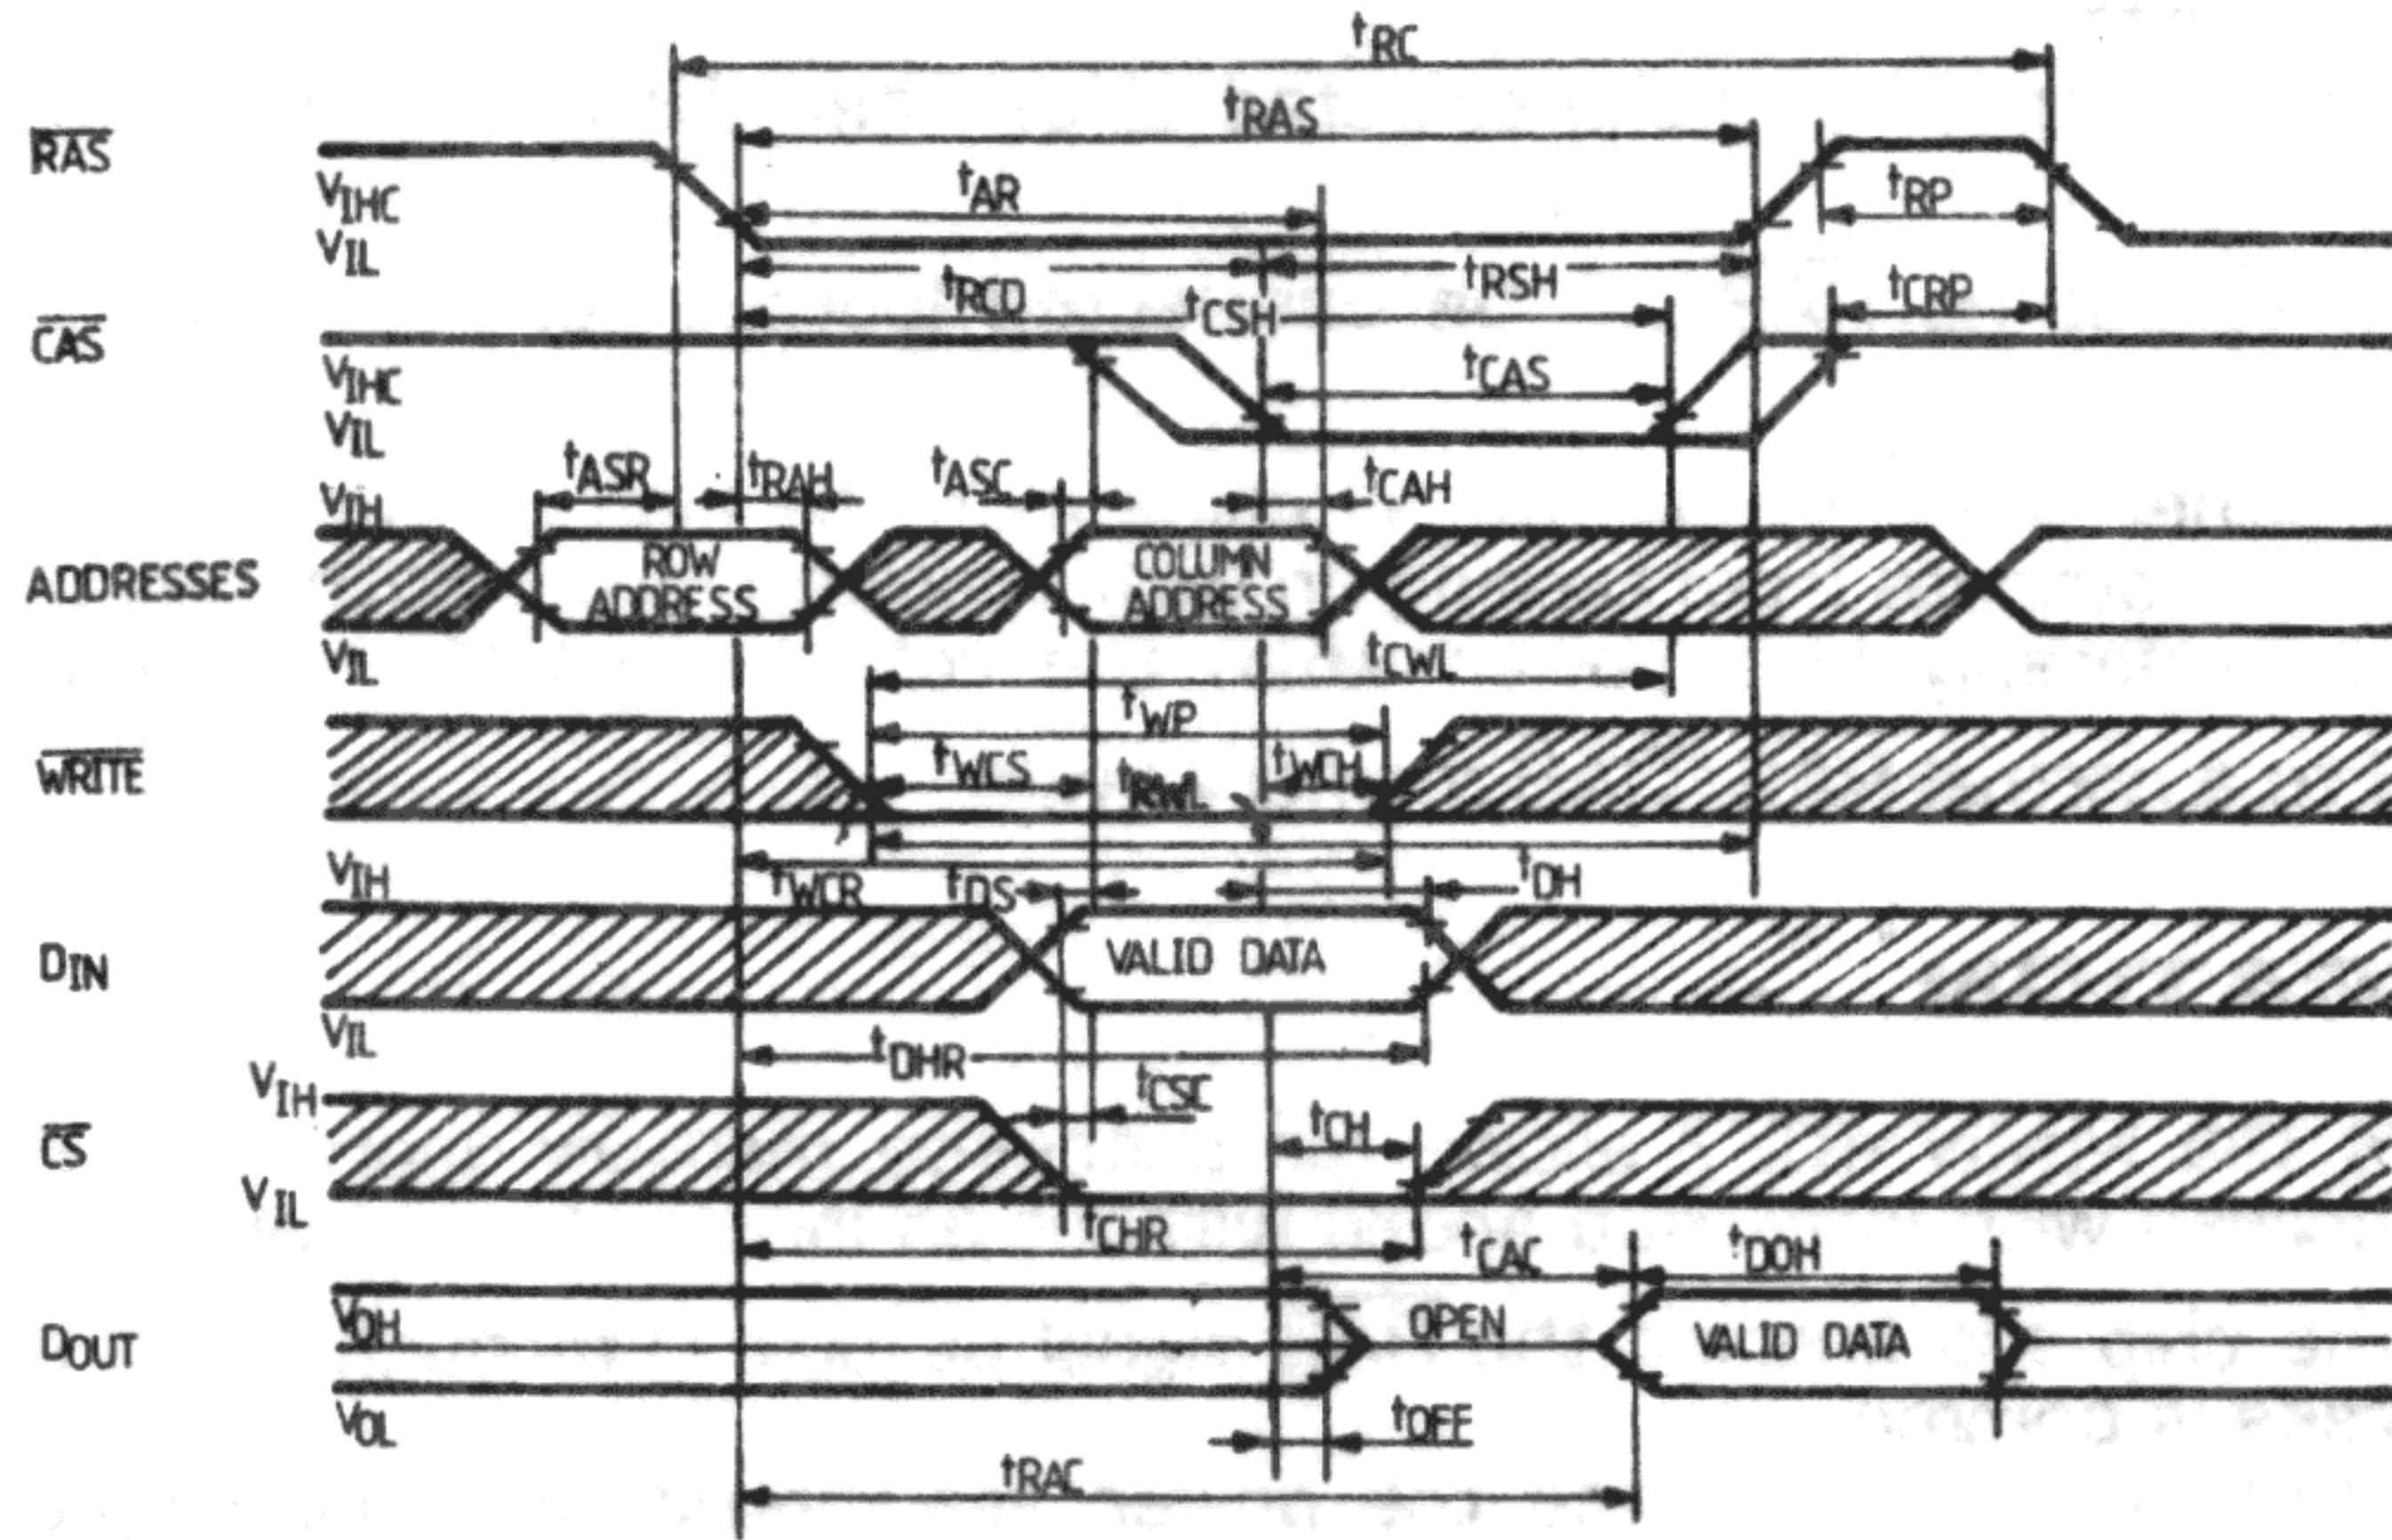 tRC
tRAS
RAS
VIHC
tAR
tRP
VIL
tRCD
tRSH
tCSH
tCRP
CAS
VIHC
tCAS
VIL
tASR
tRAH
tASC
tCAH
VIH
ADDRESSES
ROW
ADDRESS
COLUMN
ADDRESS
VIL
tCWL
tWP
WRITE
tWCS
tRWL
tWCH
VIH
tWCR
tDS
tDH
DIN
VALID DATA
VIL
tDHR
VIH
tCSC
tCH
CS
VIL
tCHR
tCAC
tDOH
VOH
DOUT
OPEN
VALID DATA
VOL
tOFF
tRAC